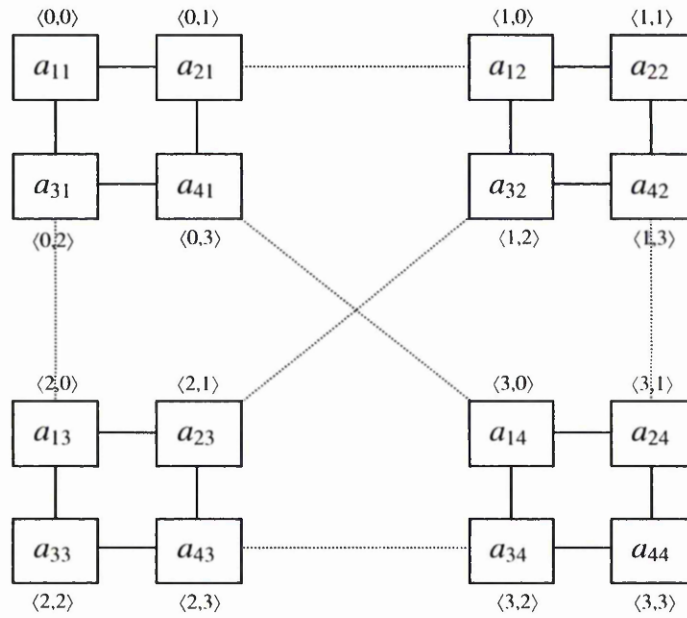 ⟨0,0⟩ ⟨0,1⟩ ⟨1,0⟩ ⟨1,1⟩
a11 a21 a12 a22
a31 a41 a32 a42
⟨0,2⟩ ⟨0,3⟩ ⟨1,2⟩ ⟨1,3⟩
⟨2,0⟩ ⟨2,1⟩ ⟨3,0⟩ ⟨3,1⟩
a13 a23 a14 a24
a33 a43 a34 a44
⟨2,2⟩ ⟨2,3⟩ ⟨3,2⟩ ⟨3,3⟩